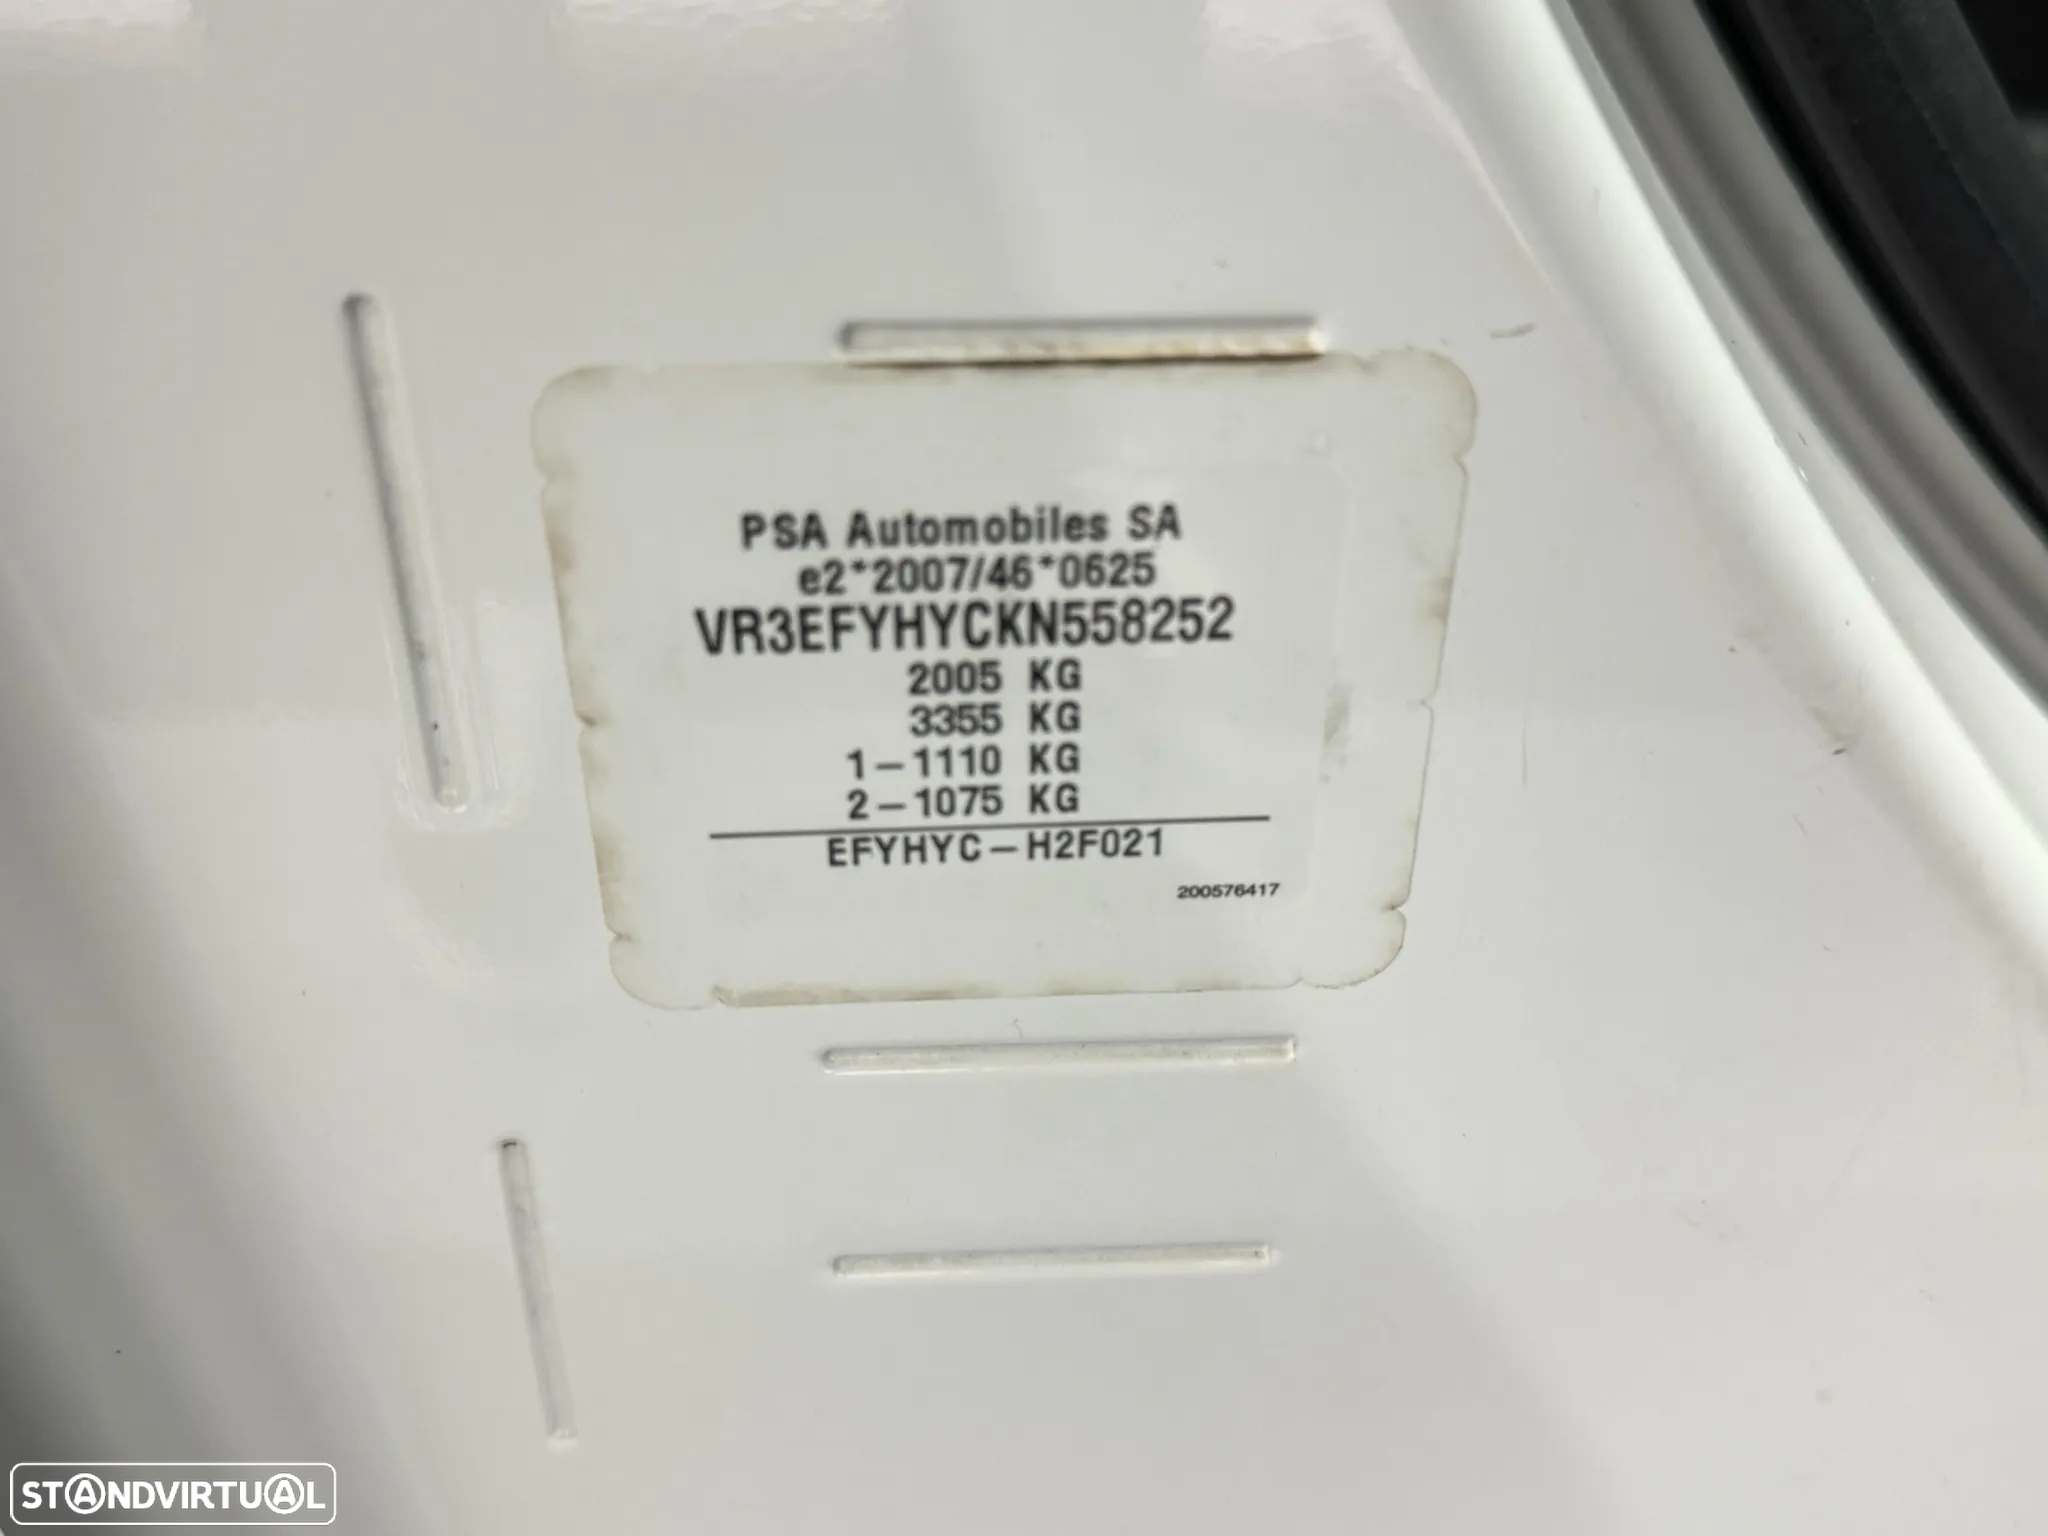 PSA Automobiles SA
e2*2007/46*0625
VR3EFYHYCKN558252
2005 KG
3355 KG
1-1110 KG
2-1075 KG
EFYHYC-H2F021
200576417
STANDVIRTUAL